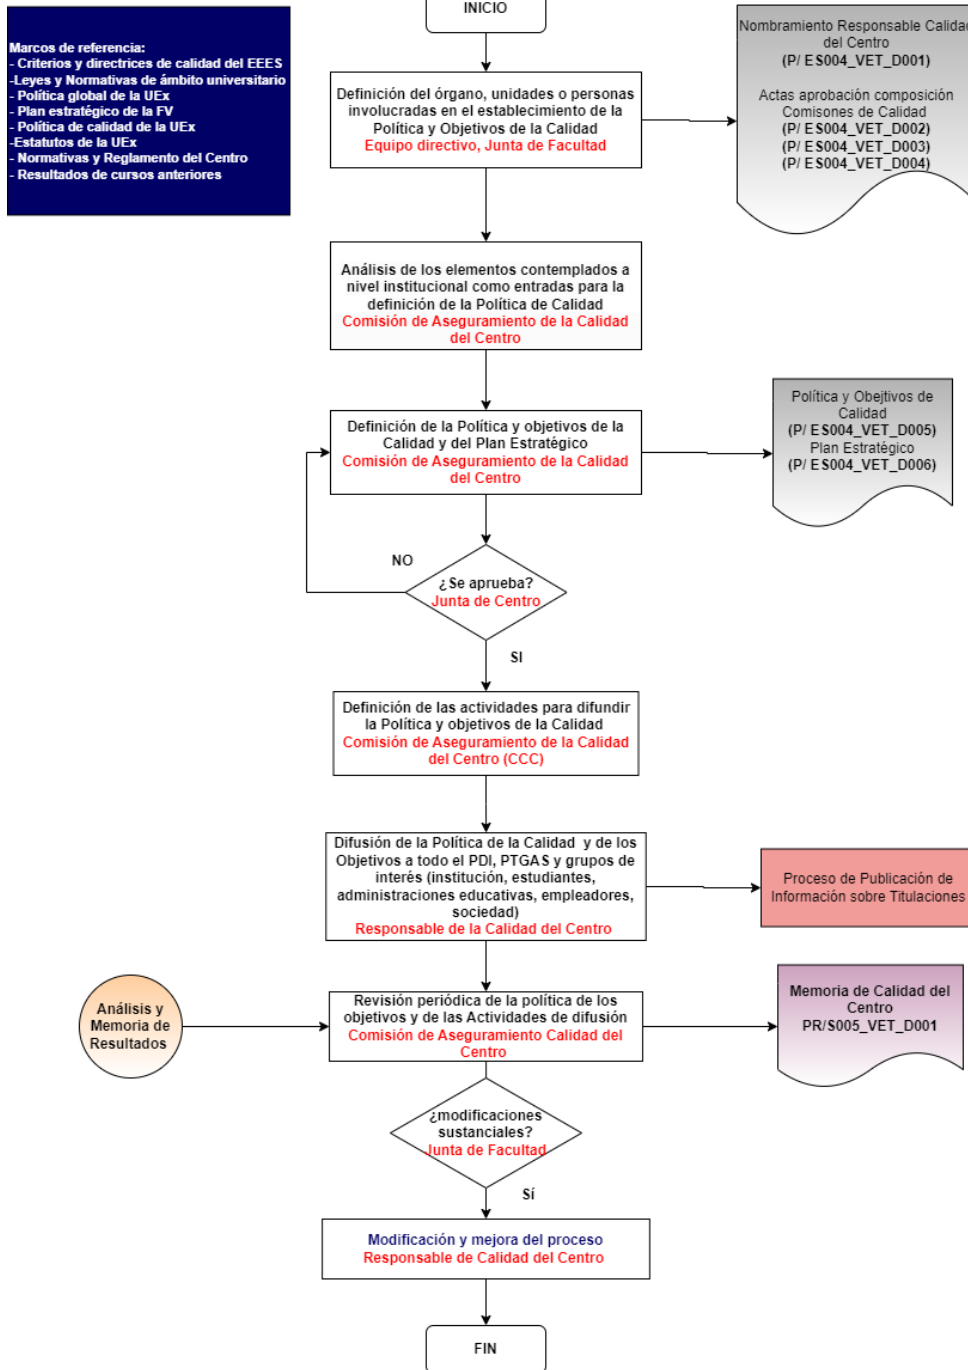 INICIO
Marcos de referencia:
- Criterios y directrices de calidad del EEES
-Leyes y Normativas de ámbito universitario
- Política global de la UEx
- Plan estratégico de la FV
- Política de calidad de la UEx
-Estatutos de la UEx
- Normativas y Reglamento del Centro
- Resultados de cursos anteriores
Definición del órgano, unidades o personas
involucradas en el establecimiento de la
Política y Objetivos de la Calidad
Equipo directivo, Junta de Facultad
Nombramiento Responsable Calidad
del Centro
(P/ ES004_VET_D001)
Actas aprobación composición
Comisones de Calidad
(P/ ES004_VET_D002)
(P/ ES004_VET_D003)
(P/ ES004_VET_D004)
Análisis de los elementos contemplados a
nivel institucional como entradas para la
definición de la Política de Calidad
Comisión de Aseguramiento de la Calidad
del Centro
Definición de la Política y objetivos de la
Calidad y del Plan Estratégico
Comisión de Aseguramiento de la Calidad
del Centro
Política y Obejtivos de
Calidad
(P/ ES004_VET_D005)
Plan Estratégico
(P/ ES004_VET_D006)
NO
¿Se aprueba?
Junta de Centro
SI
Definición de las actividades para difundir
la Política y objetivos de la Calidad
Comisión de Aseguramiento de la Calidad
del Centro (CCC)
Difusión de la Política de la Calidad y de los
Objetivos a todo el PDI, PTGAS y grupos de
interés (institución, estudiantes,
administraciones educativas, empleadores,
sociedad)
Responsable de la Calidad del Centro
Proceso de Publicación de
Información sobre Titulaciones
Análisis y
Memoria de
Resultados
Revisión periódica de la política de los
objetivos y de las Actividades de difusión
Comisión de Aseguramiento Calidad del
Centro
Memoria de Calidad del
Centro
PR/S005_VET_D001
¿modificaciones
sustanciales?
Junta de Facultad
Sí
Modificación y mejora del proceso
Responsable de Calidad del Centro
FIN